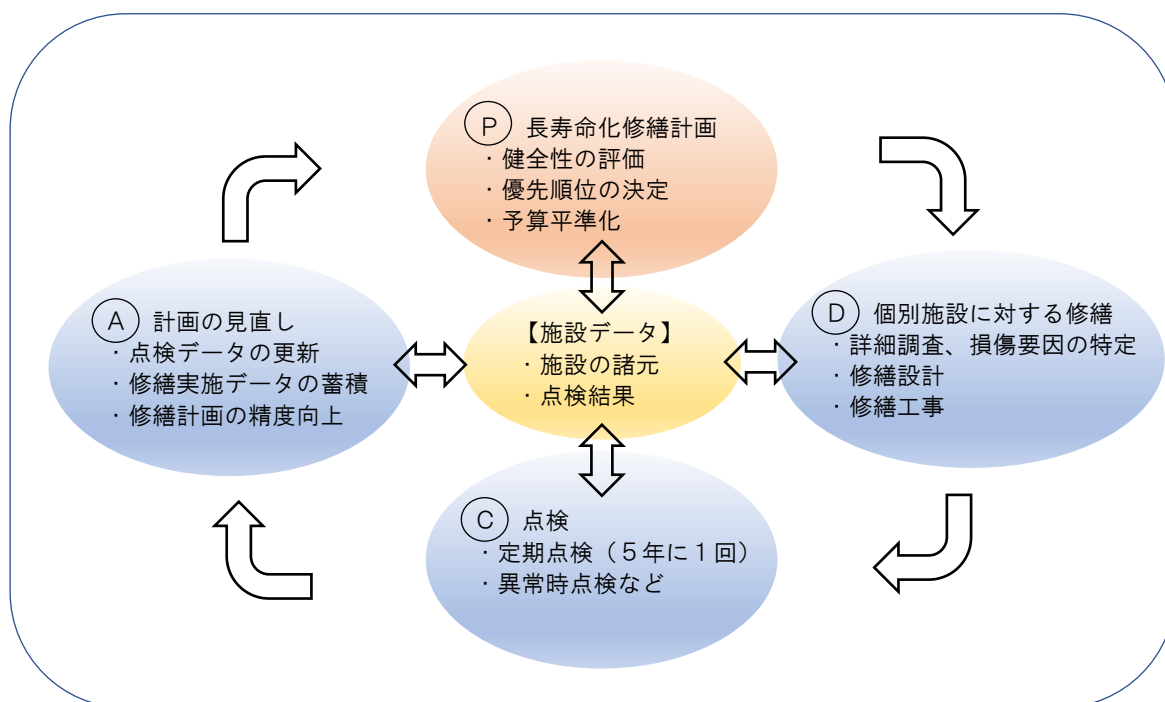 P 長寿命化修繕計画
・健全性の評価
・優先順位の決定
・予算平準化
A 計画の見直し
・点検データの更新
・修繕実施データの蓄積
・修繕計画の精度向上
【施設データ】
・施設の諸元
・点検結果
D 個別施設に対する修繕
・詳細調査、損傷要因の特定
・修繕設計
・修繕工事
C 点検
・定期点検（５年に１回）
・異常時点検など